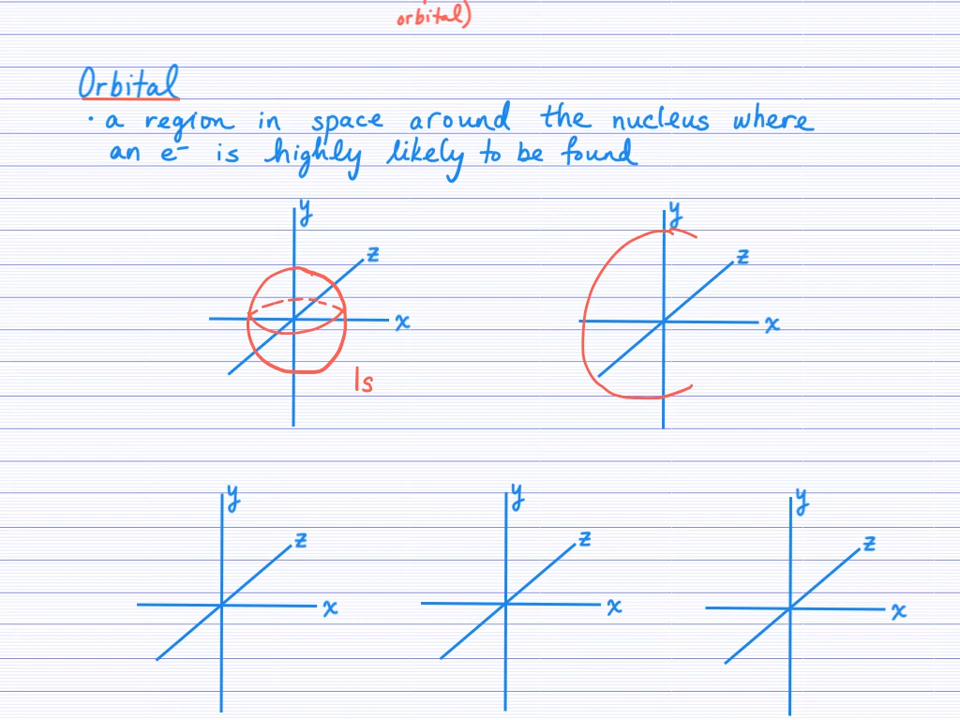 orbital)
Orbital
• a region in space around the nucleus where
an e⁻ is highly likely to be found
y y
z z
x x
1s
y y y
z z z
x x x